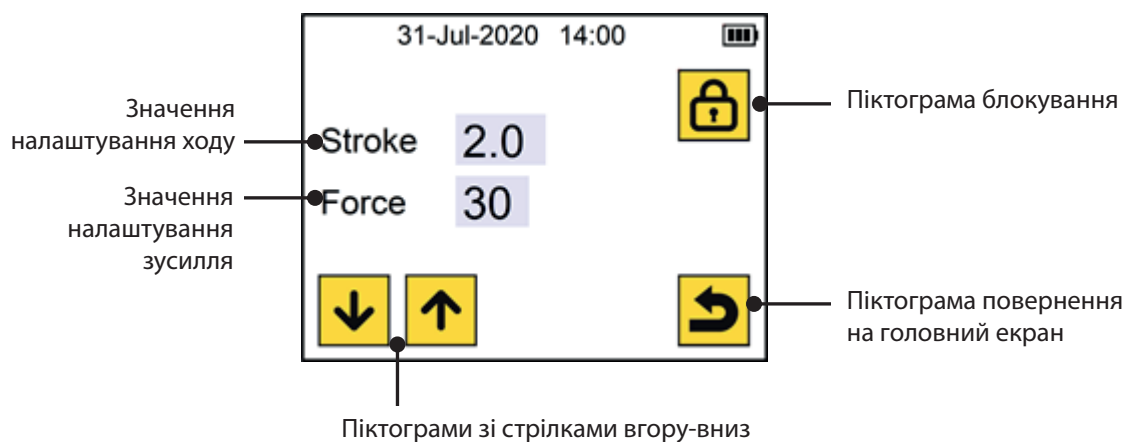 31-Jul-2020 14:00
Значення
налаштування ходу
Stroke 2.0
Піктограма блокування
Значення
налаштування
зусилля
Force 30
Піктограма повернення
на головний екран
Піктограми зі стрілками вгору-вниз